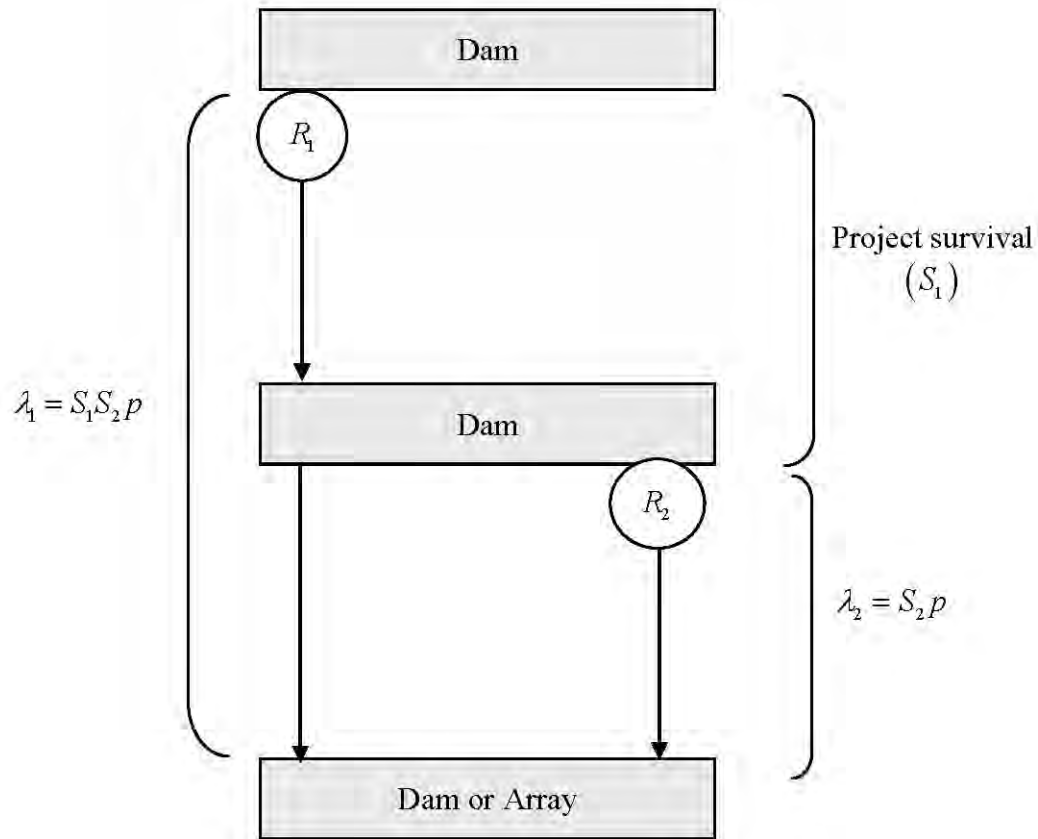 Dam
R₁
Project survival
(S₁)
λ₁ = S₁S₂p
Dam
R₂
λ₂ = S₂p
Dam or Array